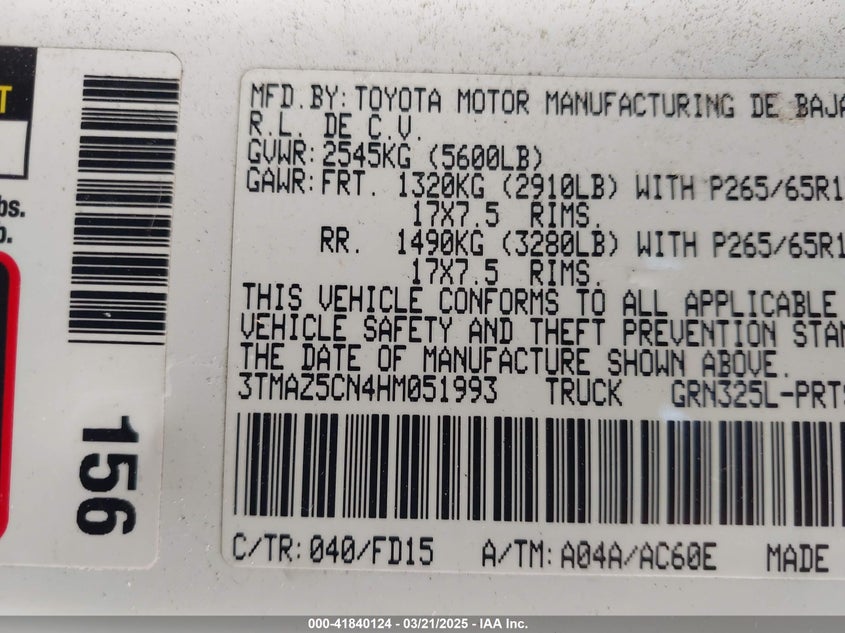 T
bs.
b.
156
MFD.BY:TOYOTA MOTOR MANUFACTURING DE BAJA
R.L. DE C.V.
GVWR:2545KG (5600LB)
GAWR:FRT. 1320KG (2910LB) WITH P265/65R1
17X7.5 RIMS.
RR. 1490KG (3280LB) WITH P265/65R1
17X7.5 RIMS.
THIS VEHICLE CONFORMS TO ALL APPLICABLE
VEHICLE SAFETY AND THEFT PREVENTION STAN
THE DATE OF MANUFACTURE SHOWN ABOVE.
3TMAZ5CN4HM051993 TRUCK GRN325L-PRTS
C/TR:040/FD15 A/TM:A04A/AC60E MADE
000-41840124 — 03/21/2025 — IAA Inc.